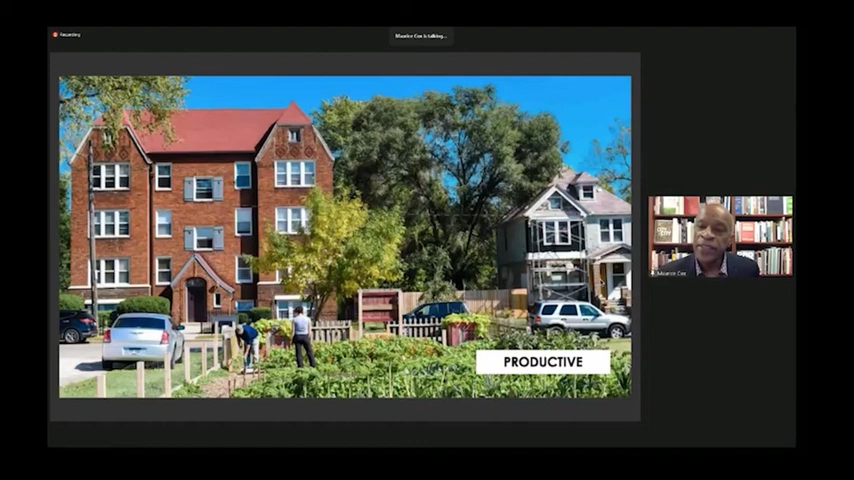 Recording
Maurice Cox is talking...
PRODUCTIVE
Maurice Cox